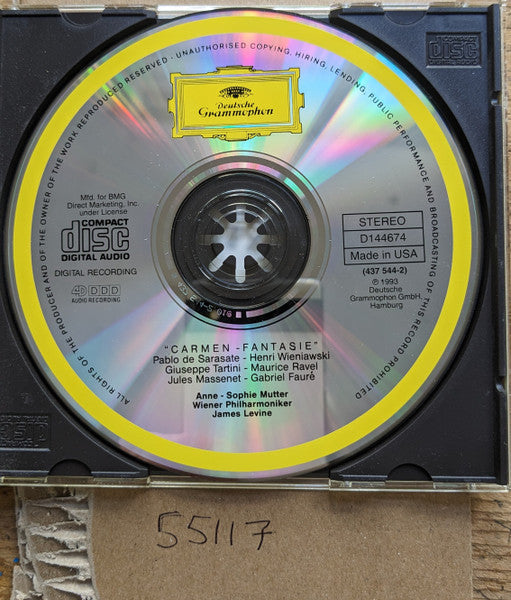 ALL RIGHTS OF THE PRODUCER AND OF THE OWNER OF THE WORK REPRODUCED RESERVED - UNAUTHORISED COPYING, HIRING, LENDING, PUBLIC PERFORMANCE AND BROADCASTING OF THIS RECORD PROHIBITED
Deutsche
Grammophon
Mfd. for BMG
Direct Marketing, Inc.
under License
COMPACT
disc
DIGITAL AUDIO
DIGITAL RECORDING
4D DDD
AUDIO RECORDING
STEREO
D144674
Made in USA
(437 544-2)
℗ 1993
Deutsche
Grammophon GmbH,
Hamburg
"CARMEN - FANTASIE"
Pablo de Sarasate - Henri Wieniawski
Giuseppe Tartini - Maurice Ravel
Jules Massenet - Gabriel Fauré
Anne - Sophie Mutter
Wiener Philharmoniker
James Levine
COMPACT
disc
55117